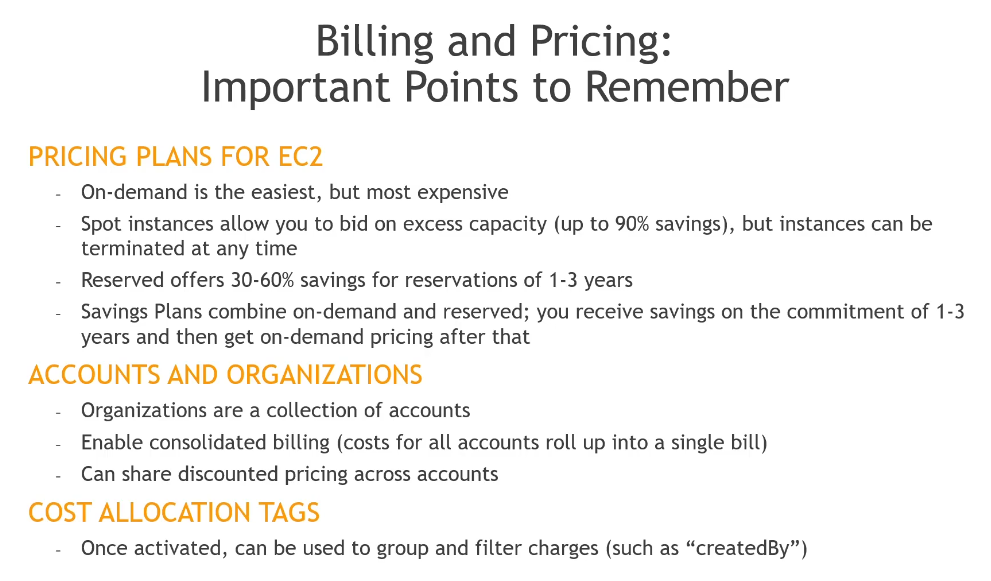 Billing and Pricing:
Important Points to Remember
PRICING PLANS FOR EC2
- On-demand is the easiest, but most expensive
- Spot instances allow you to bid on excess capacity (up to 90% savings), but instances can be
terminated at any time
- Reserved offers 30-60% savings for reservations of 1-3 years
- Savings Plans combine on-demand and reserved; you receive savings on the commitment of 1-3
years and then get on-demand pricing after that
ACCOUNTS AND ORGANIZATIONS
- Organizations are a collection of accounts
- Enable consolidated billing (costs for all accounts roll up into a single bill)
- Can share discounted pricing across accounts
COST ALLOCATION TAGS
- Once activated, can be used to group and filter charges (such as “createdBy”)